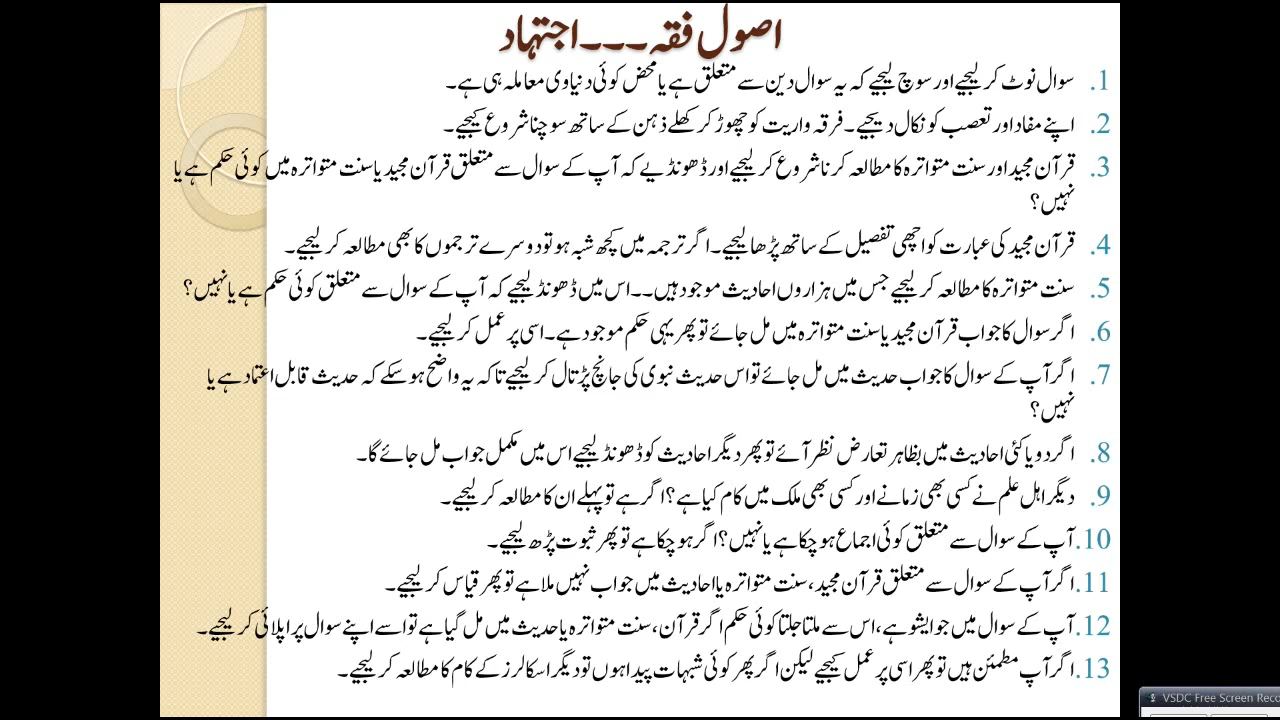 اصول فقہ۔۔۔اجتہاد
1. سوال نوٹ کر لیجیے اور سوچ لیجیے کہ یہ سوال دین سے متعلق ہے یا محض کوئی دنیاوی معاملہ ہی ہے۔
2. اپنے مفاد اور تعصب کو نکال دیجیے۔ فرقہ واریت کو چھوڑ کر کھلے ذہن کے ساتھ سوچنا شروع کیجیے۔
3. قرآن مجید اور سنت متواترہ کا مطالعہ کرنا شروع کر لیجیے اور ڈھونڈیے کہ آپ کے سوال سے متعلق قرآن مجید یا سنت متواترہ میں کوئی حکم ہے یا
نہیں؟
4. قرآن مجید کی عبارت کو اچھی تفصیل کے ساتھ پڑھا لیجیے۔ اگر ترجمہ میں کچھ شبہ ہو تو دوسرے ترجموں کا بھی مطالعہ کر لیجیے۔
5. سنت متواترہ کا مطالعہ کر لیجیے جس میں ہزاروں احادیث موجود ہیں۔۔ اس میں ڈھونڈ لیجیے کہ آپ کے سوال سے متعلق کوئی حکم ہے یا نہیں؟
6. اگر سوال کا جواب قرآن مجید یا سنت متواترہ میں مل جائے تو پھر یہی حکم موجود ہے۔ اسی پر عمل کر لیجیے۔
7. اگر آپ کے سوال کا جواب حدیث میں مل جائے تو اس حدیث نبوی کی جانچ پڑتال کر لیجیے تاکہ یہ واضح ہو سکے کہ حدیث قابل اعتماد ہے یا
نہیں؟
8. اگر دو یا کئی احادیث میں بظاہر تعارض نظر آئے تو پھر دیگر احادیث کو ڈھونڈ لیجیے اس میں مکمل جواب مل جائے گا۔
9. دیگر اہل علم نے کسی بھی زمانے اور کسی بھی ملک میں کام کیا ہے؟ اگر ہے تو پہلے ان کا مطالعہ کر لیجیے۔
10. آپ کے سوال سے متعلق کوئی اجماع ہو چکا ہے یا نہیں؟ اگر ہو چکا ہے تو پھر ثبوت پڑھ لیجیے۔
11. اگر آپ کے سوال سے متعلق قرآن مجید، سنت متواترہ یا احادیث میں جواب نہیں ملا ہے تو پھر قیاس کر لیجیے۔
12. آپ کے سوال میں جو ایشو ہے، اس سے ملتا جلتا کوئی حکم اگر قرآن، سنت متواترہ یا حدیث میں مل گیا ہے تو اسے اپنے سوال پر اپلائی کر لیجیے۔
13. اگر آپ مطمئن ہیں تو پھر اسی پر عمل کیجیے لیکن اگر پھر کوئی شبہات پیدا ہوں تو دیگر اسکالرز کے کام کا مطالعہ کر لیجیے۔
VSDC Free Screen Reco